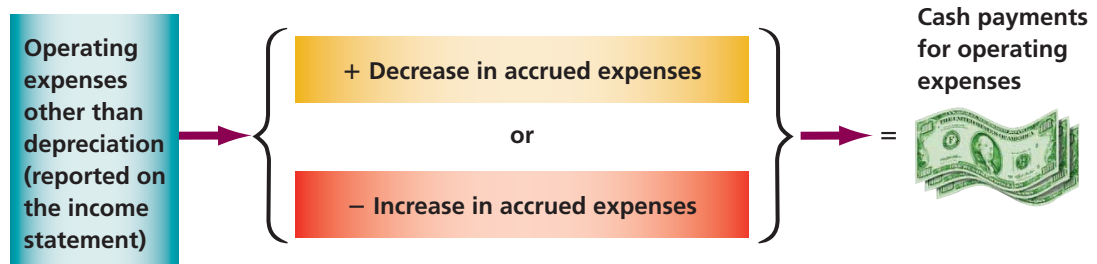 Operating
expenses
other than
depreciation
(reported on
the income
statement)
+ Decrease in accrued expenses
or
− Increase in accrued expenses
=
Cash payments
for operating
expenses